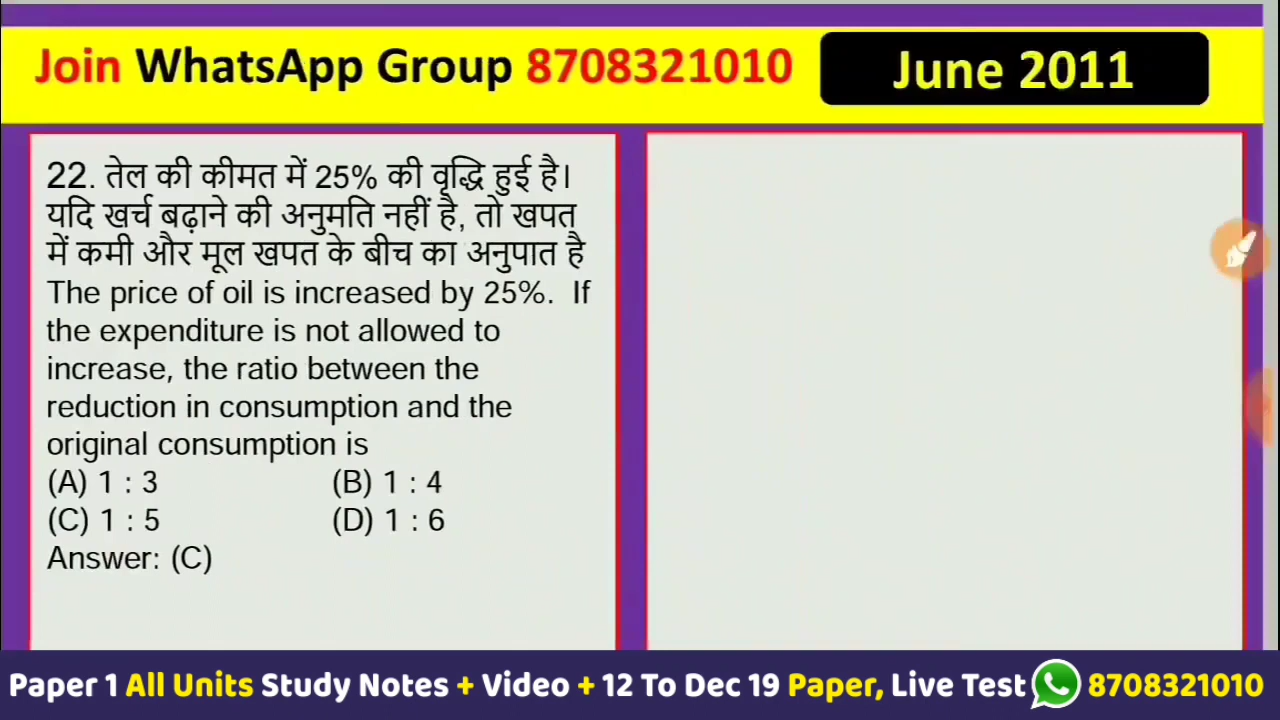 Join WhatsApp Group 8708321010
June 2011
22. तेल की कीमत में 25% की वृद्धि हुई है।
यदि खर्च बढ़ाने की अनुमति नहीं है, तो खपत
में कमी और मूल खपत के बीच का अनुपात है
The price of oil is increased by 25%.  If
the expenditure is not allowed to
increase, the ratio between the
reduction in consumption and the
original consumption is
(A) 1 : 3 (B) 1 : 4
(C) 1 : 5 (D) 1 : 6
Answer: (C)
Paper 1 All Units Study Notes + Video + 12 To Dec 19 Paper, Live Test 8708321010